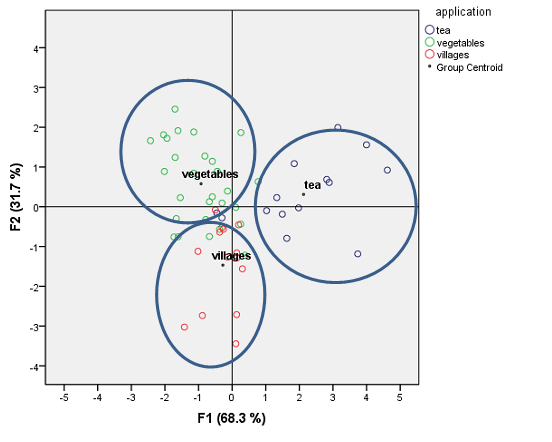 application
tea
vegetables
villages
Group Centroid
4
3
2
1
0
-1
-2
-3
-4
F2 (31.7 %)
vegetables
tea
villages
-5 -4 -3 -2 -1 0 1 2 3 4 5
F1 (68.3 %)